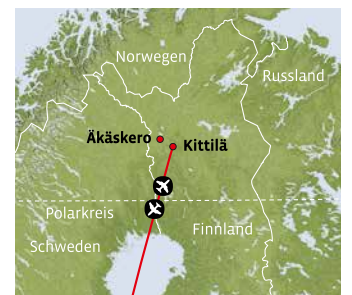 Norwegen
Russland
Äkäskero
Kittilä
Polarkreis
Finnland
Schweden